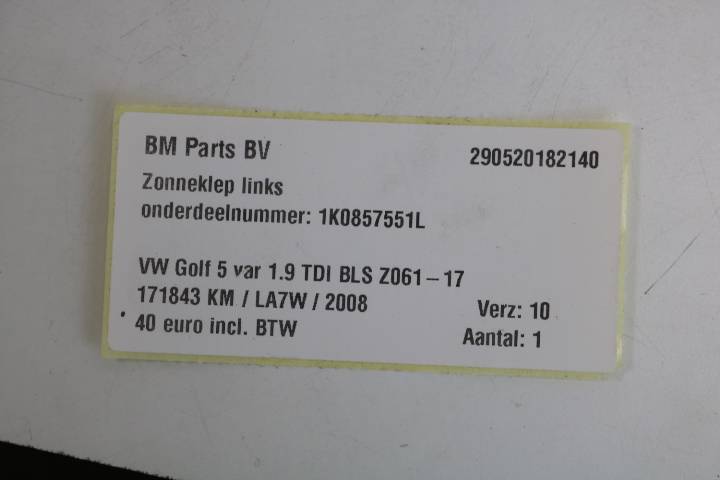 BM Parts BV 290520182140
Zonneklep links
onderdeelnummer: 1K0857551L
VW Golf 5 var 1.9 TDI BLS Z061-17
171843 KM / LA7W / 2008 Verz: 10
40 euro incl. BTW Aantal: 1